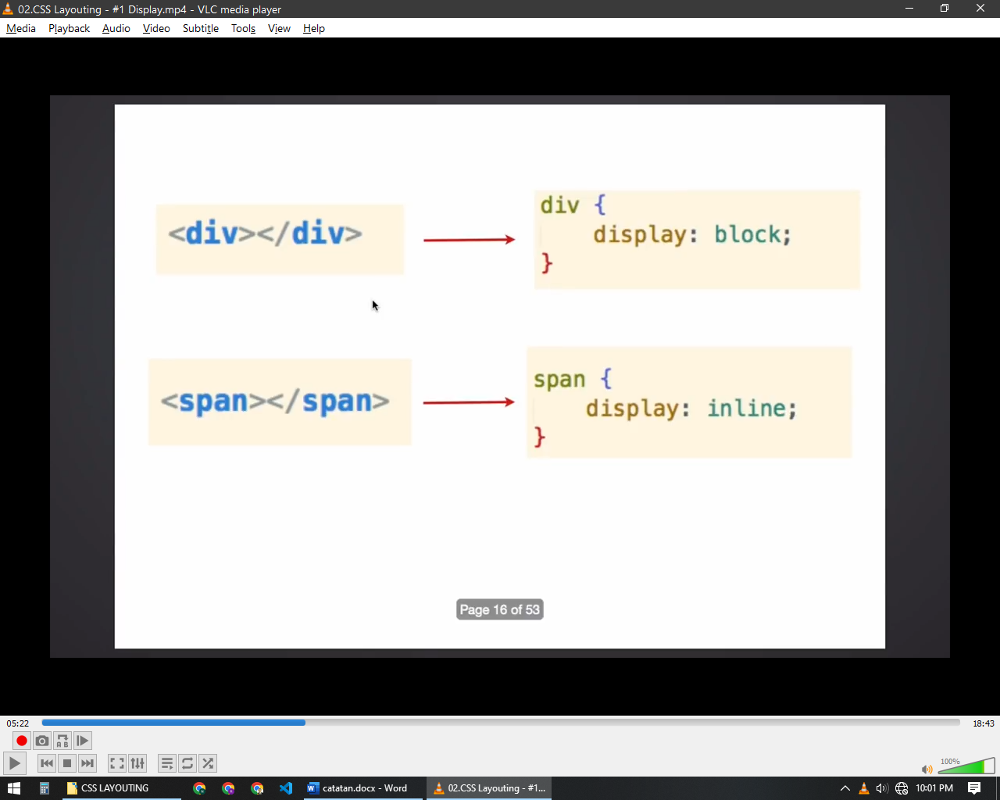 02.CSS Layouting - #1 Display.mp4 - VLC media player
Media Playback Audio Video Subtitle Tools View Help
<div></div>
div {
display: block;
}
<span></span>
span {
display: inline;
}
Page 16 of 53
05:22
18:43
A B
100%
CSS LAYOUTING
catatan.docx - Word
02.CSS Layouting - #1...
10:01 PM